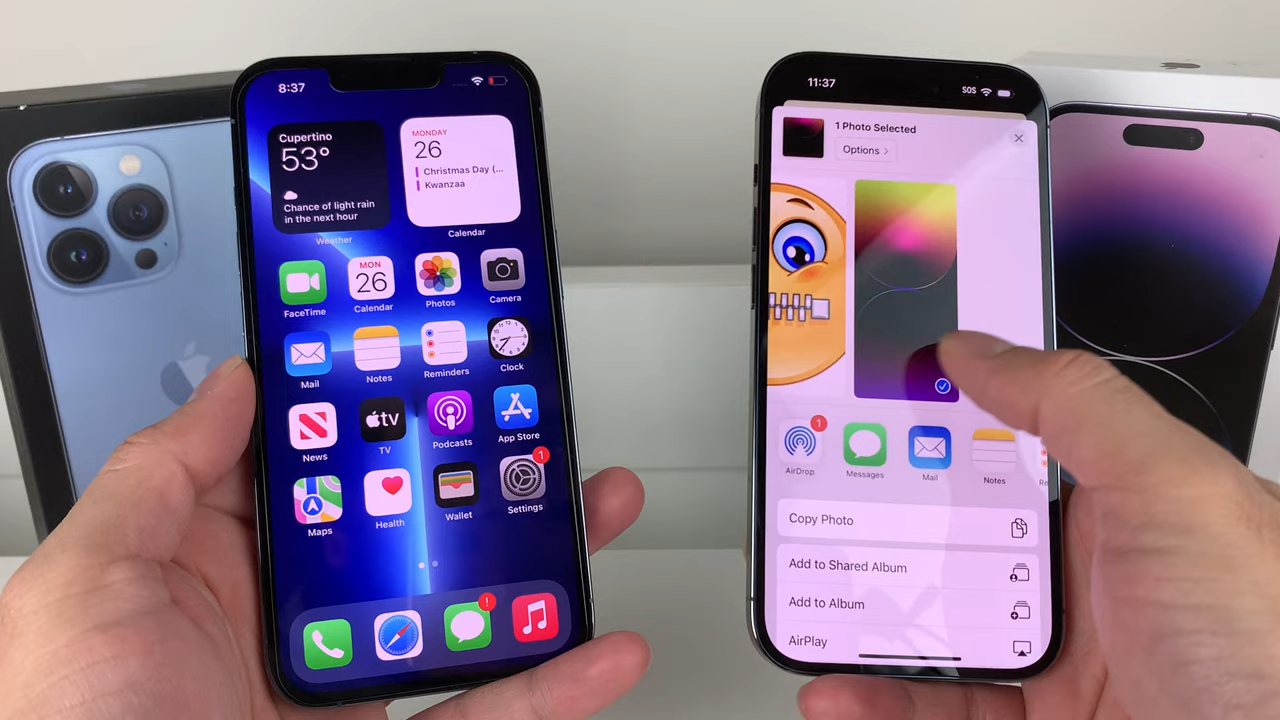 8:37
Cupertino
53°
Chance of light rain
in the next hour
Weather
MONDAY
26
Christmas Day (...
Kwanzaa
Calendar
FaceTime
MON
26
Calendar
Photos
Camera
Mail
Notes
Reminders
Clock
News
tv
TV
Podcasts
App Store
Maps
Health
Wallet
1
Settings
!
11:37
SOS
1 Photo Selected
Options >
1
AirDrop
Messages
Mail
Notes
Re
Copy Photo
Add to Shared Album
Add to Album
AirPlay